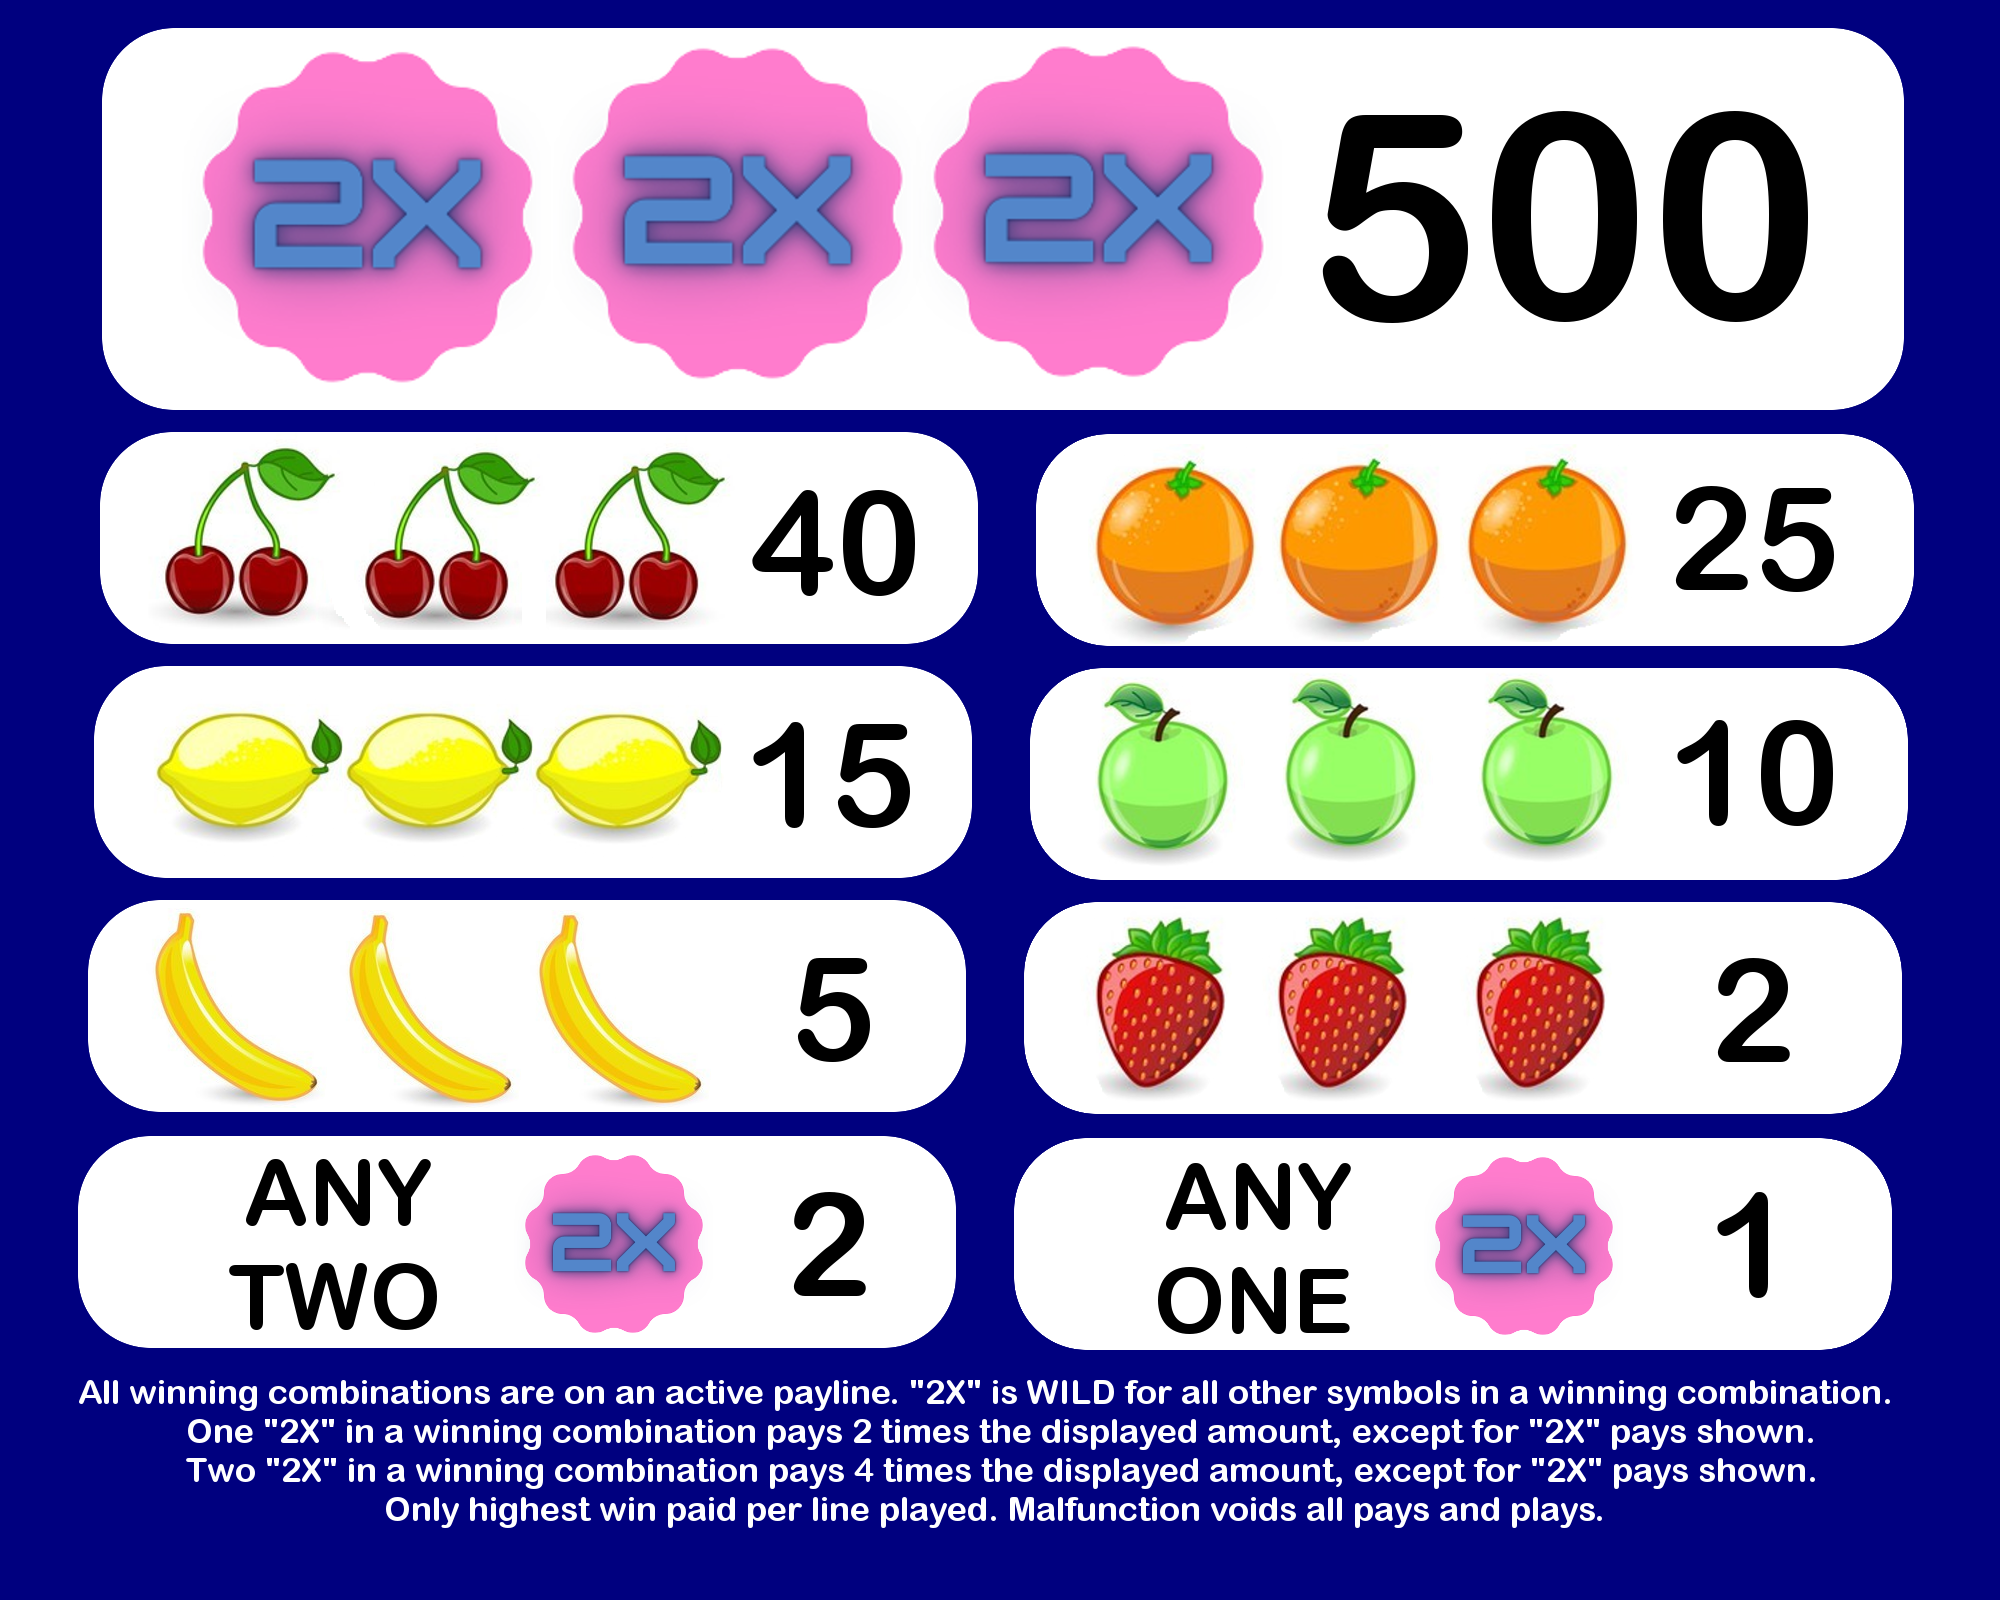 2X 2X 2X 500
40
25
15
10
5
2
ANY
TWO
2X
2
ANY
ONE
2X
1
All winning combinations are on an active payline. "2X" is WILD for all other symbols in a winning combination.
One "2X" in a winning combination pays 2 times the displayed amount, except for "2X" pays shown.
Two "2X" in a winning combination pays 4 times the displayed amount, except for "2X" pays shown.
Only highest win paid per line played. Malfunction voids all pays and plays.